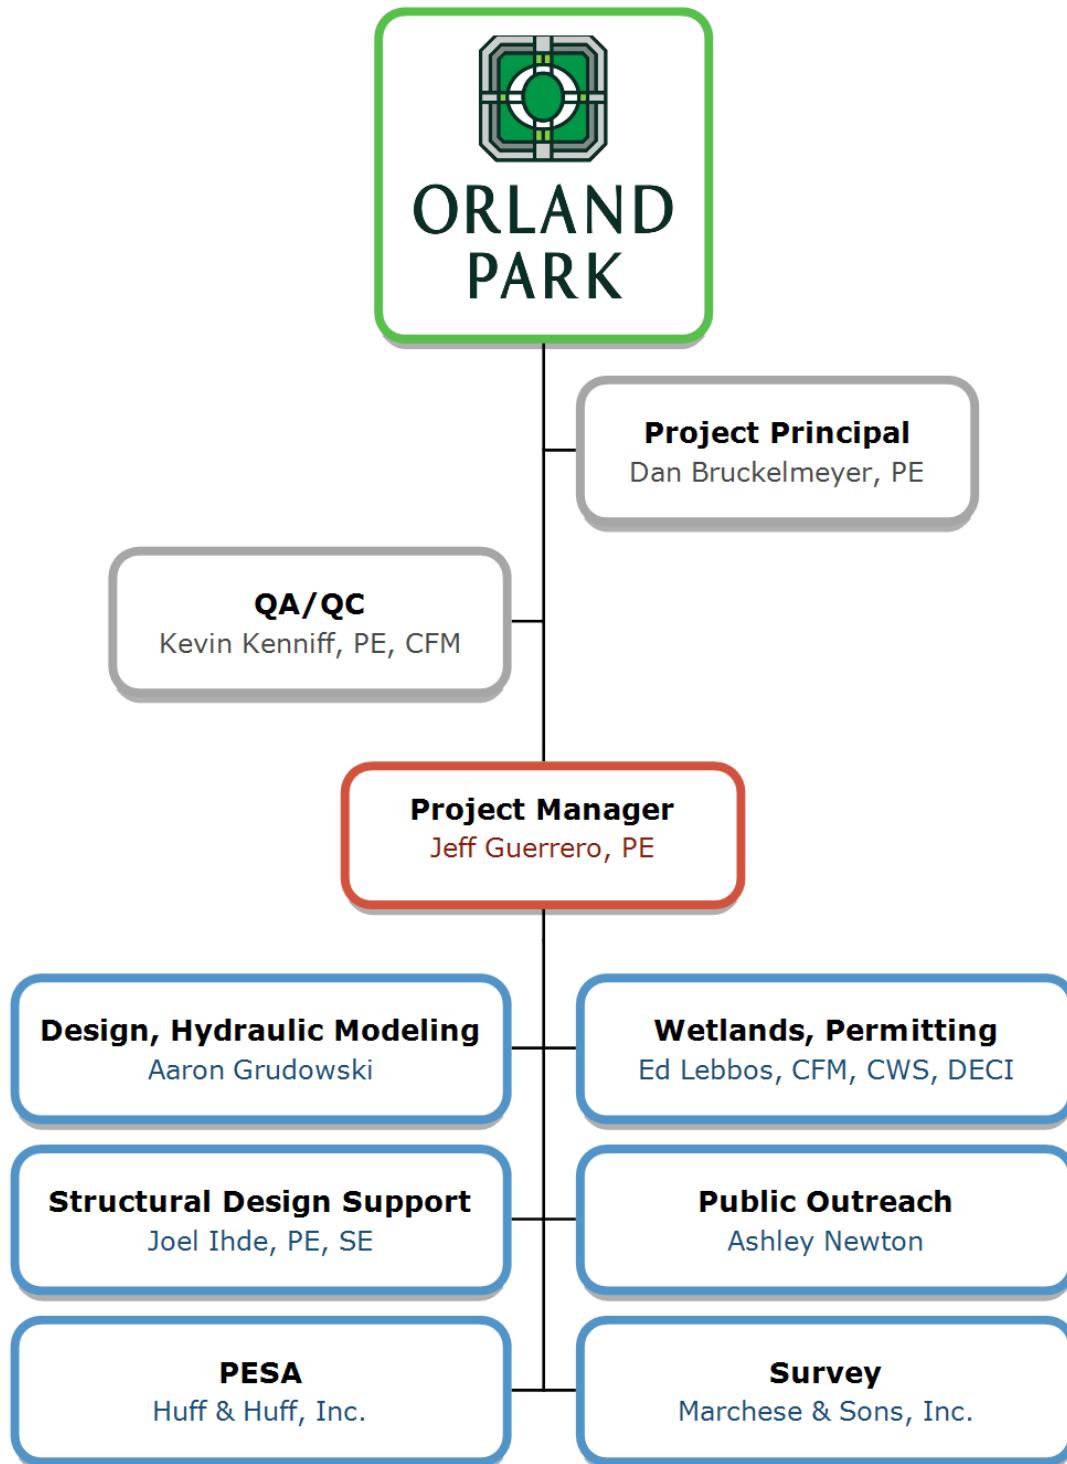 ORLAND
PARK
Project Principal
Dan Bruckelmeyer, PE
QA/QC
Kevin Kenniff, PE, CFM
Project Manager
Jeff Guerrero, PE
Design, Hydraulic Modeling
Aaron Grudowski
Wetlands, Permitting
Ed Lebbos, CFM, CWS, DECI
Structural Design Support
Joel Ihde, PE, SE
Public Outreach
Ashley Newton
PESA
Huff & Huff, Inc.
Survey
Marchese & Sons, Inc.